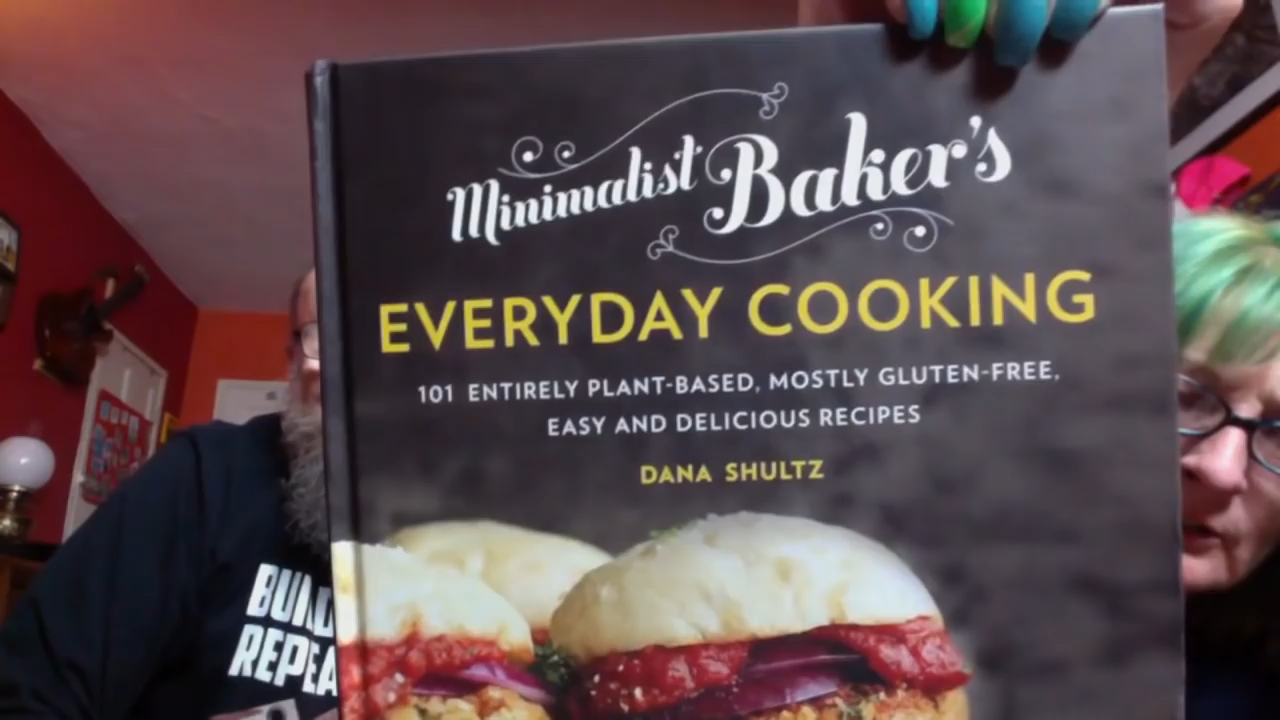 Minimalist Baker's
EVERYDAY COOKING
101 ENTIRELY PLANT-BASED, MOSTLY GLUTEN-FREE,
EASY AND DELICIOUS RECIPES
DANA SHULTZ